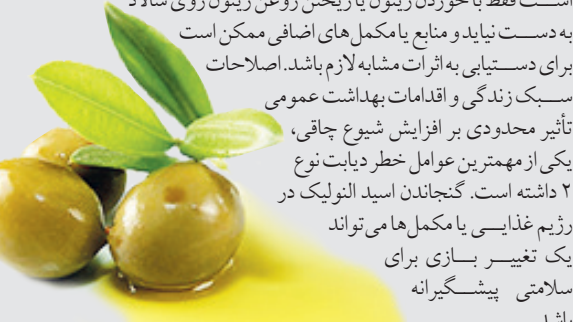 است فقط با خوردن زیتون یا ریختن روغن زیتون روی سالاد
به دست نیاید و منابع یا مکمل‌های اضافی ممکن است
برای دستیابی به اثرات مشابه لازم باشد. اصلاحات
سبک زندگی و اقدامات بهداشت عمومی
تأثیر محدودی بر افزایش شیوع چاقی،
یکی از مهمترین عوامل خطر دیابت نوع
۲ داشته است. گنجاندن اسید النولیک در
رژیم غذایی یا مکمل‌ها می‌تواند
یک تغییر بازی برای
سلامتی پیشگیرانه
باشد.